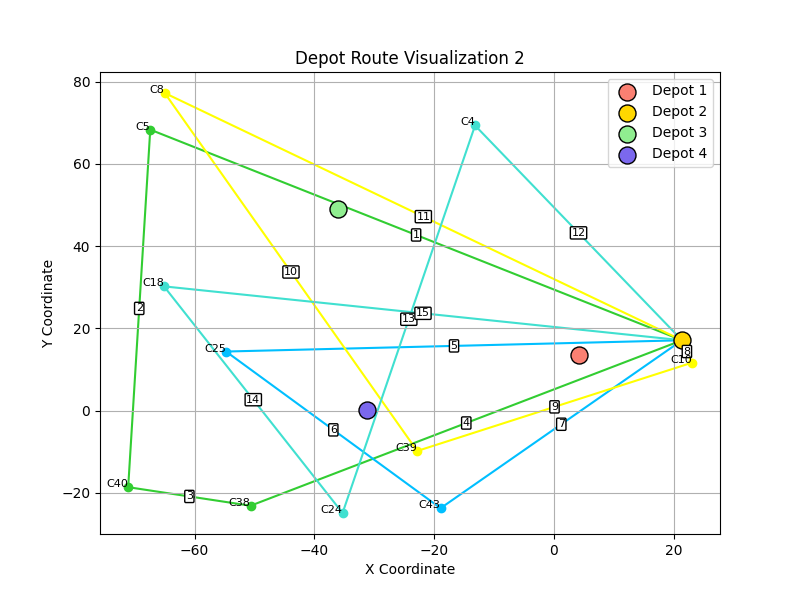 Depot Route Visualization 2
Depot 1
Depot 2
Depot 3
Depot 4
Y Coordinate
80
60
40
20
0
−20
−60
−40
−20
0
20
X Coordinate
C8
C5
C4
11
1
12
10
C18
2
13
15
C25
5
8
C10
14
6
4
9
7
C39
C40
3
C38
C24
C43